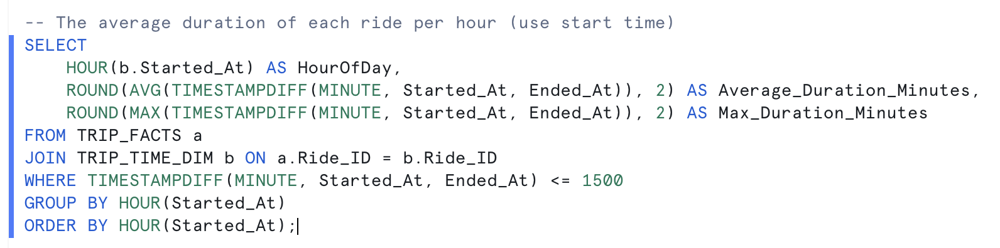 -- The average duration of each ride per hour (use start time)
SELECT
    HOUR(b.Started_At) AS HourOfDay,
    ROUND(AVG(TIMESTAMPDIFF(MINUTE, Started_At, Ended_At)), 2) AS Average_Duration_Minutes,
    ROUND(MAX(TIMESTAMPDIFF(MINUTE, Started_At, Ended_At)), 2) AS Max_Duration_Minutes
FROM TRIP_FACTS a
JOIN TRIP_TIME_DIM b ON a.Ride_ID = b.Ride_ID
WHERE TIMESTAMPDIFF(MINUTE, Started_At, Ended_At) <= 1500
GROUP BY HOUR(Started_At)
ORDER BY HOUR(Started_At);